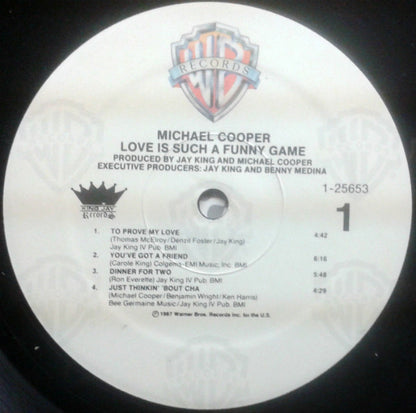 WB
RECORDS
MICHAEL COOPER
LOVE IS SUCH A FUNNY GAME
PRODUCED BY JAY KING AND MICHAEL COOPER
EXECUTIVE PRODUCERS: JAY KING AND BENNY MEDINA
KING JAY
Records
1-25653
1
1. TO PROVE MY LOVE 4:42
(Thomas McElroy/Denzil Foster/Jay King)
Jay King IV Pub. BMI
2. YOU'VE GOT A FRIEND 6:16
(Carole King) Colgems-EMI Music, Inc. BMI
3. DINNER FOR TWO 5:48
(Ron Everette) Jay King IV Pub. BMI
4. JUST THINKIN' 'BOUT CHA 4:29
(Michael Cooper/Benjamin Wright/Ken Harris)
Bee Germaine Music/Jay King IV Pub. BMI
© 1987 Warner Bros. Records Inc. for the U.S.